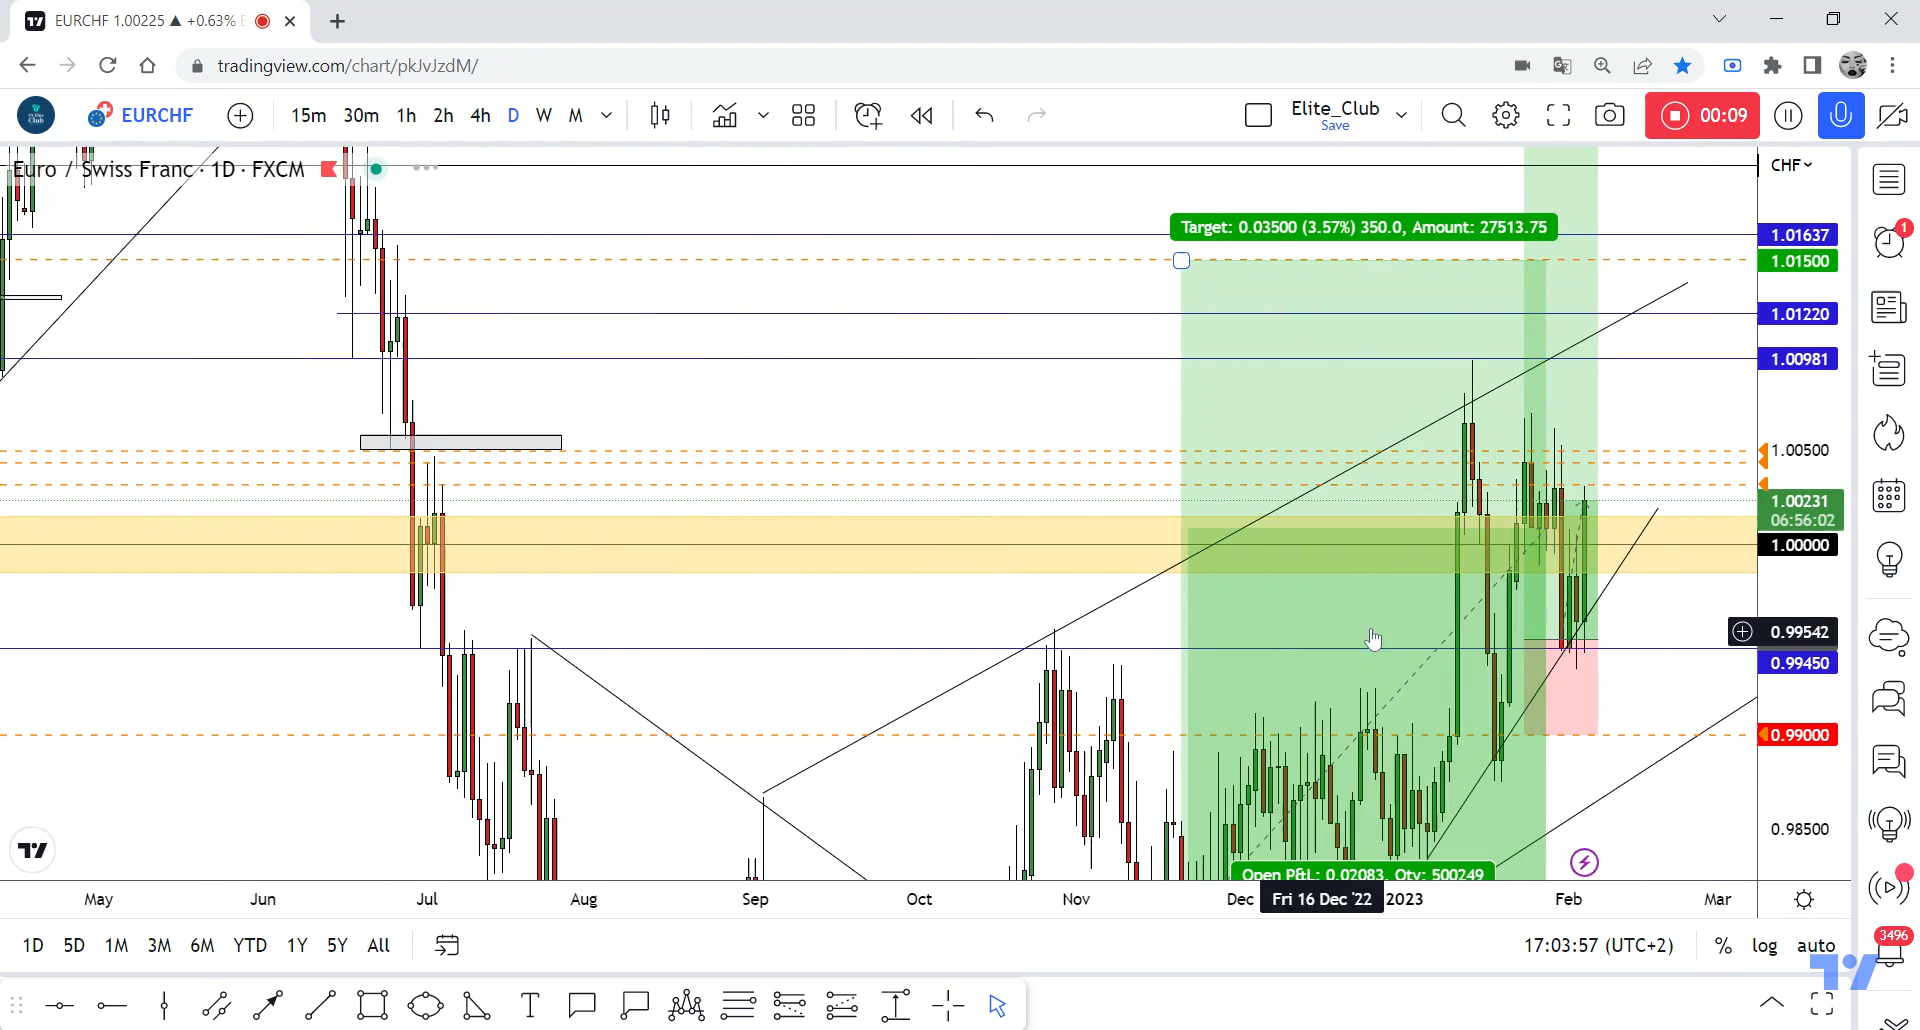 EURCHF 1.00225 ▲ +0.63%
tradingview.com/chart/pkJvJzdM/
EURCHF
15m 30m 1h 2h 4h D W M
Elite_Club
Save
00:09
Euro / Swiss Franc · 1D · FXCM
CHF
Target: 0.03500 (3.57%) 350.0, Amount: 27513.75
1.01637
1.01500
1.01220
1.00981
1.00500
1.00231
06:56:02
1.00000
0.99542
0.99450
0.99000
0.98500
1
Open P&L: 0.02083, Qty: 500249
May Jun Jul Aug Sep Oct Nov Dec Fri 16 Dec '22 2023 Feb Mar
1D 5D 1M 3M 6M YTD 1Y 5Y All
17:03:57 (UTC+2) % log auto
3496